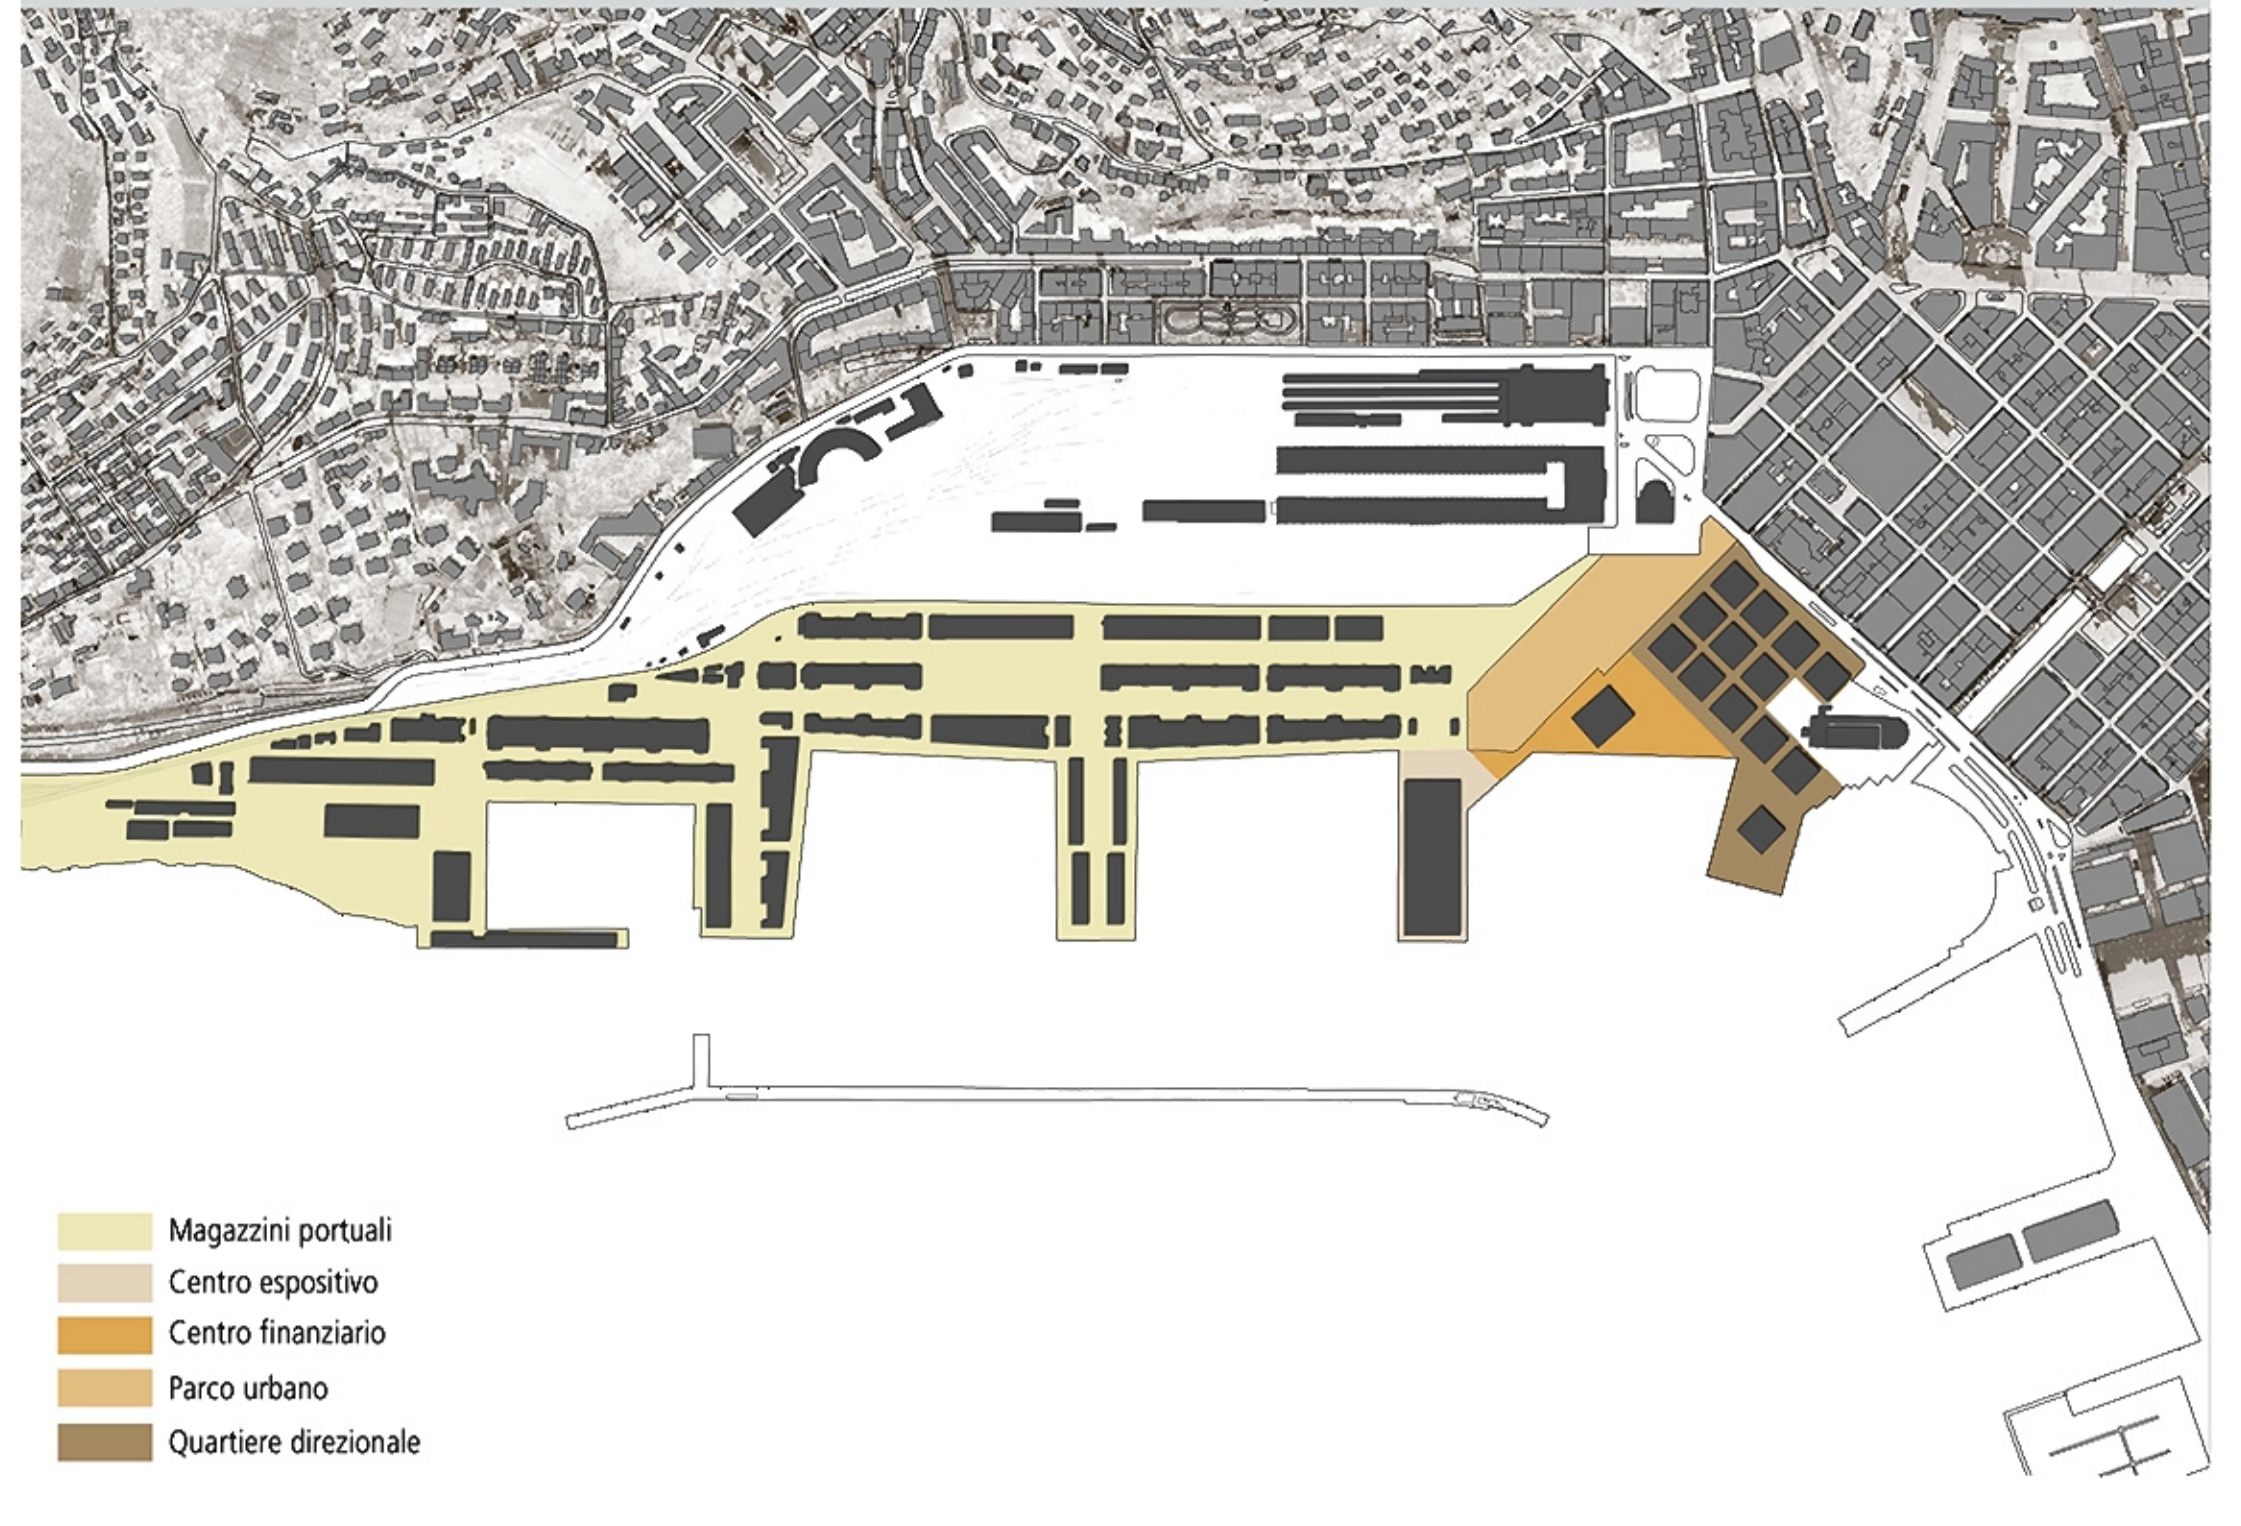 Magazzini portuali
Centro espositivo
Centro finanziario
Parco urbano
Quartiere direzionale